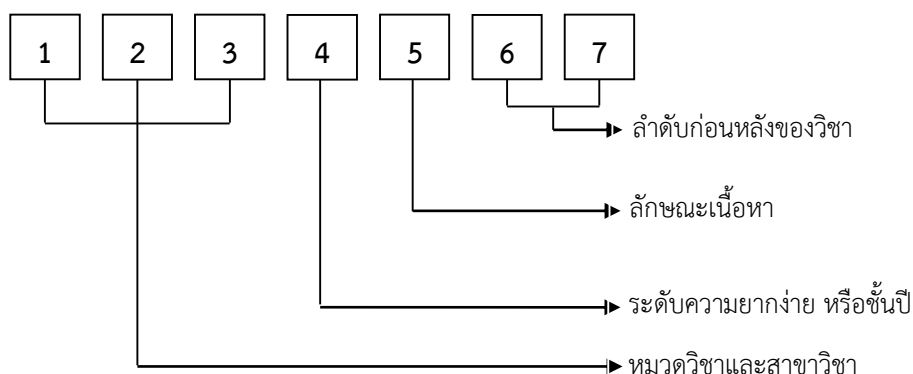 1 2 3 4 5 6 7
ลำดับก่อนหลังของวิชา
ลักษณะเนื้อหา
ระดับความยากง่าย หรือชั้นปี
หมวดวิชาและสาขาวิชา